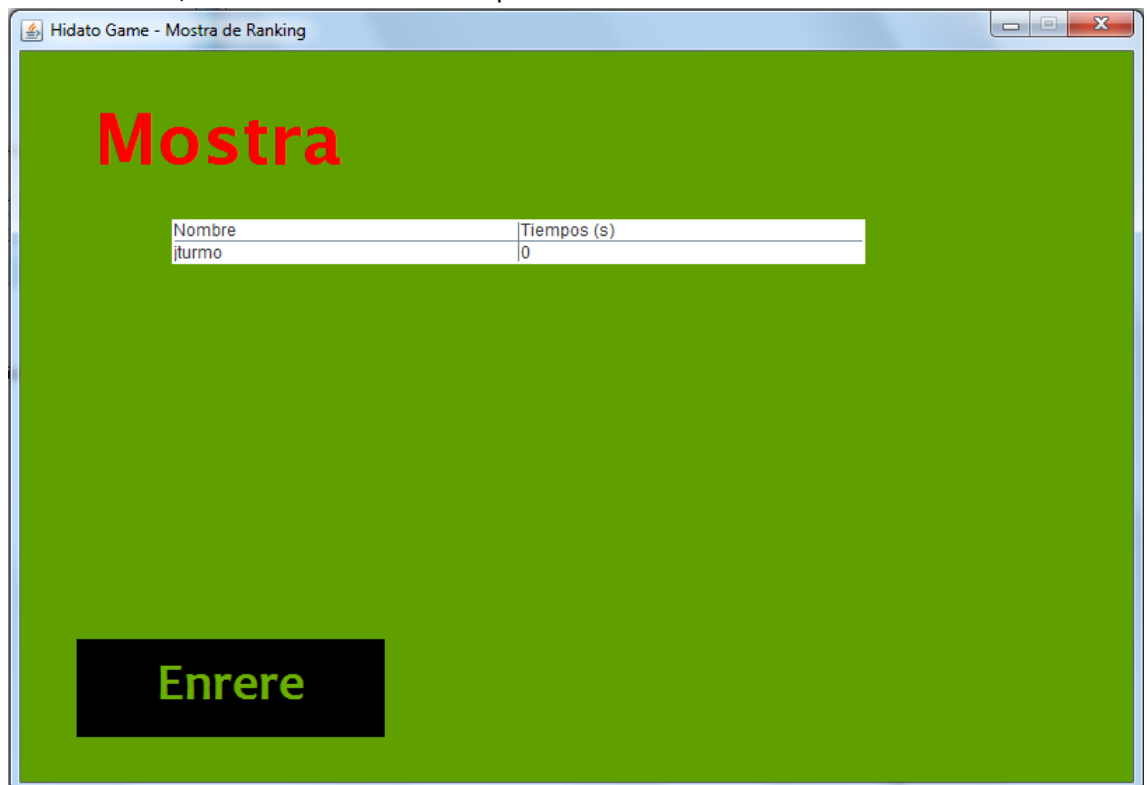 Hidato Game - Mostra de Ranking
Mostra
Nombre Tiempos (s)
jturmo 0
Enrere